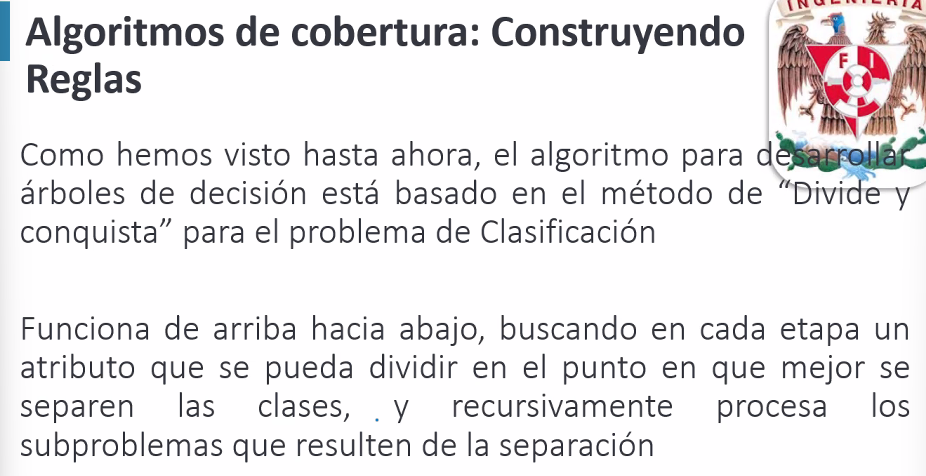 INGENIERIA
F I
Algoritmos de cobertura: Construyendo
Reglas
Como hemos visto hasta ahora, el algoritmo para desarrollar
árboles de decisión está basado en el método de “Divide y
conquista” para el problema de Clasificación
Funciona de arriba hacia abajo, buscando en cada etapa un
atributo que se pueda dividir en el punto en que mejor se
separen las clases, y recursivamente procesa los
subproblemas que resulten de la separación